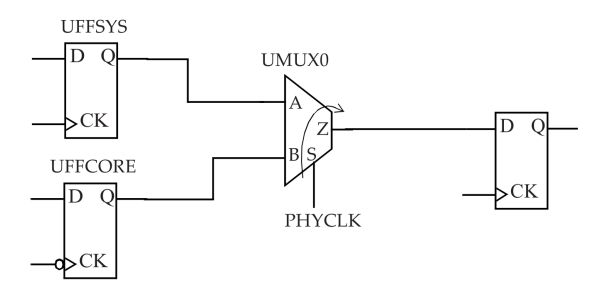 UFFSYS
D Q
CK
UMUX0
A
Z
B S
PHYCLK
D Q
CK
UFFCORE
D Q
CK